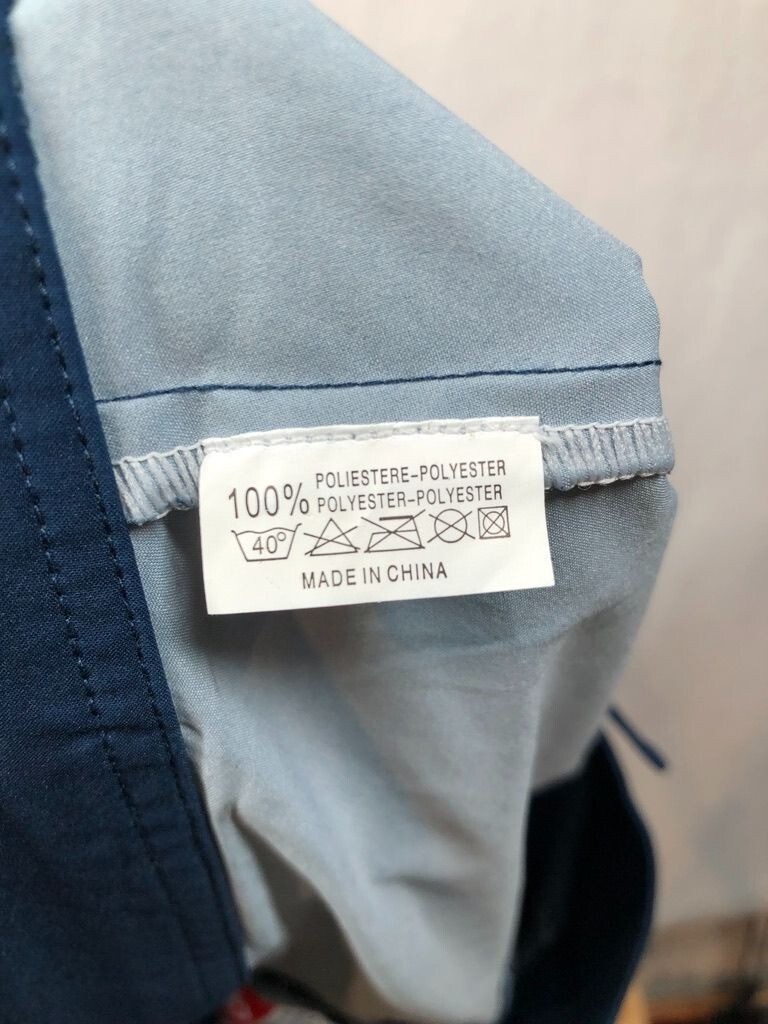 100% POLIESTERE-POLYESTER
POLYESTER-POLYESTER
40°
MADE IN CHINA